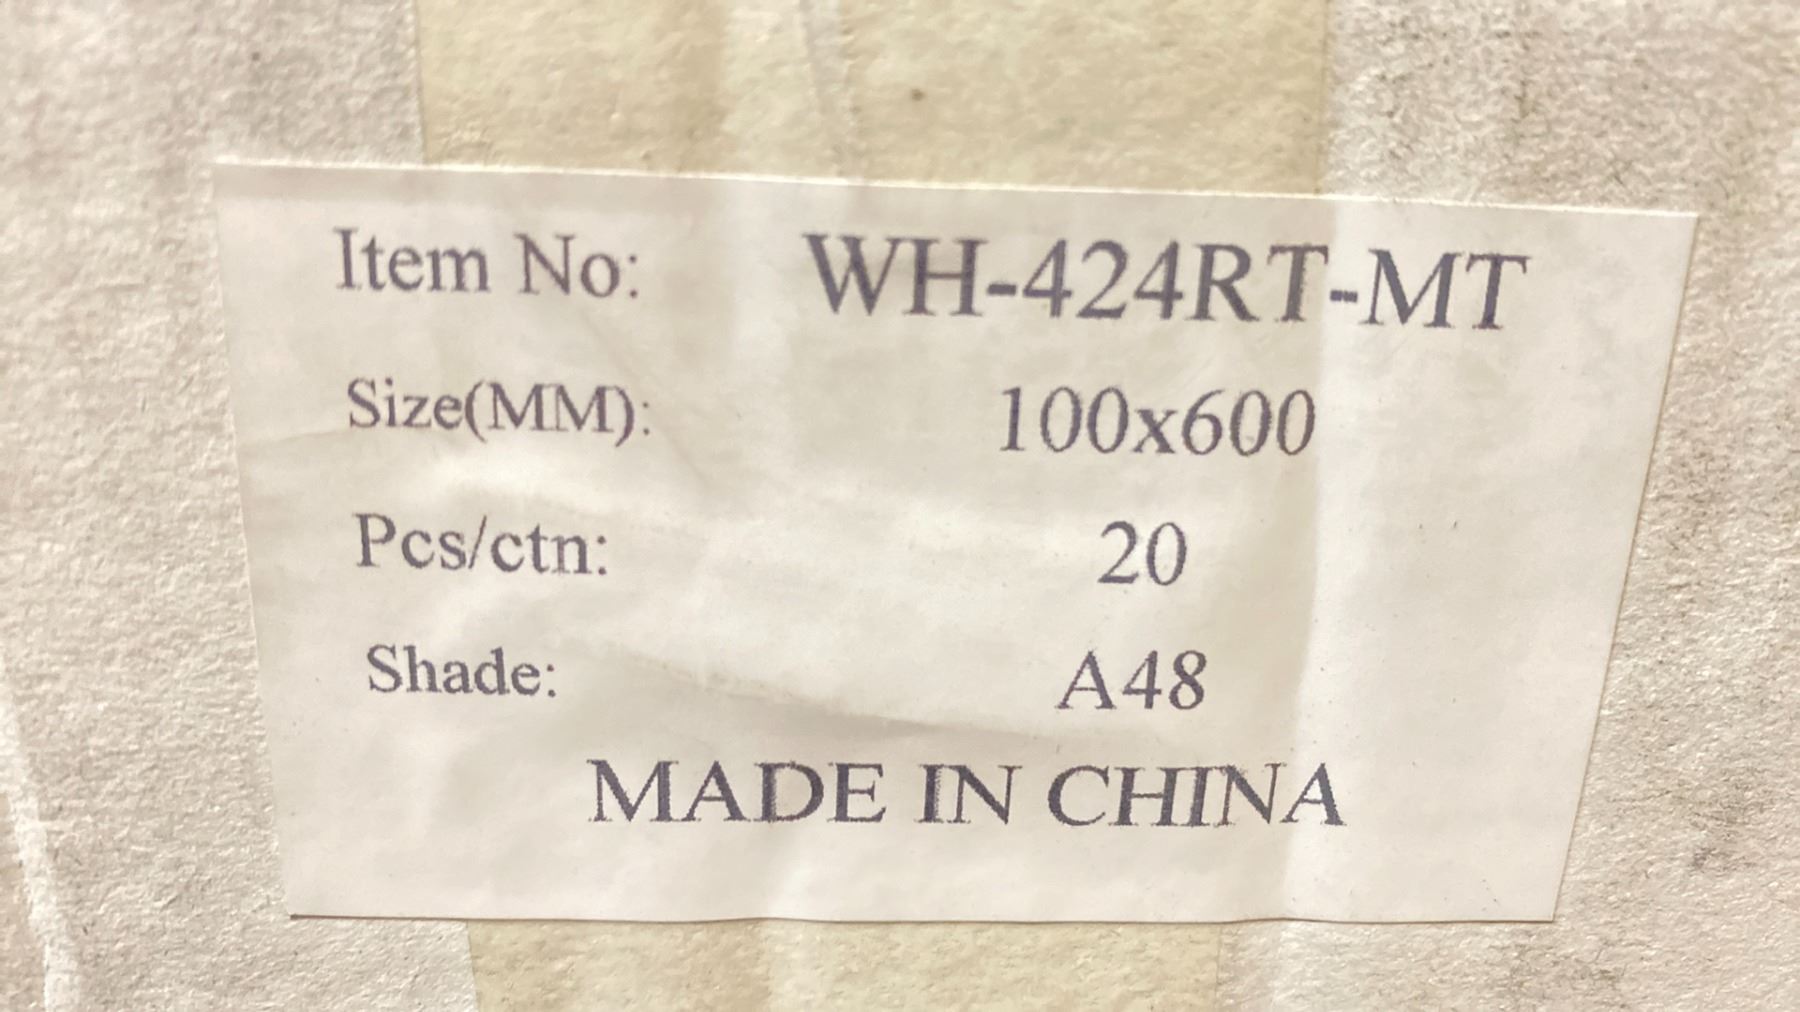 Item No: WH-424RT-MT
Size(MM): 100x600
Pcs/ctn: 20
Shade: A48
MADE IN CHINA